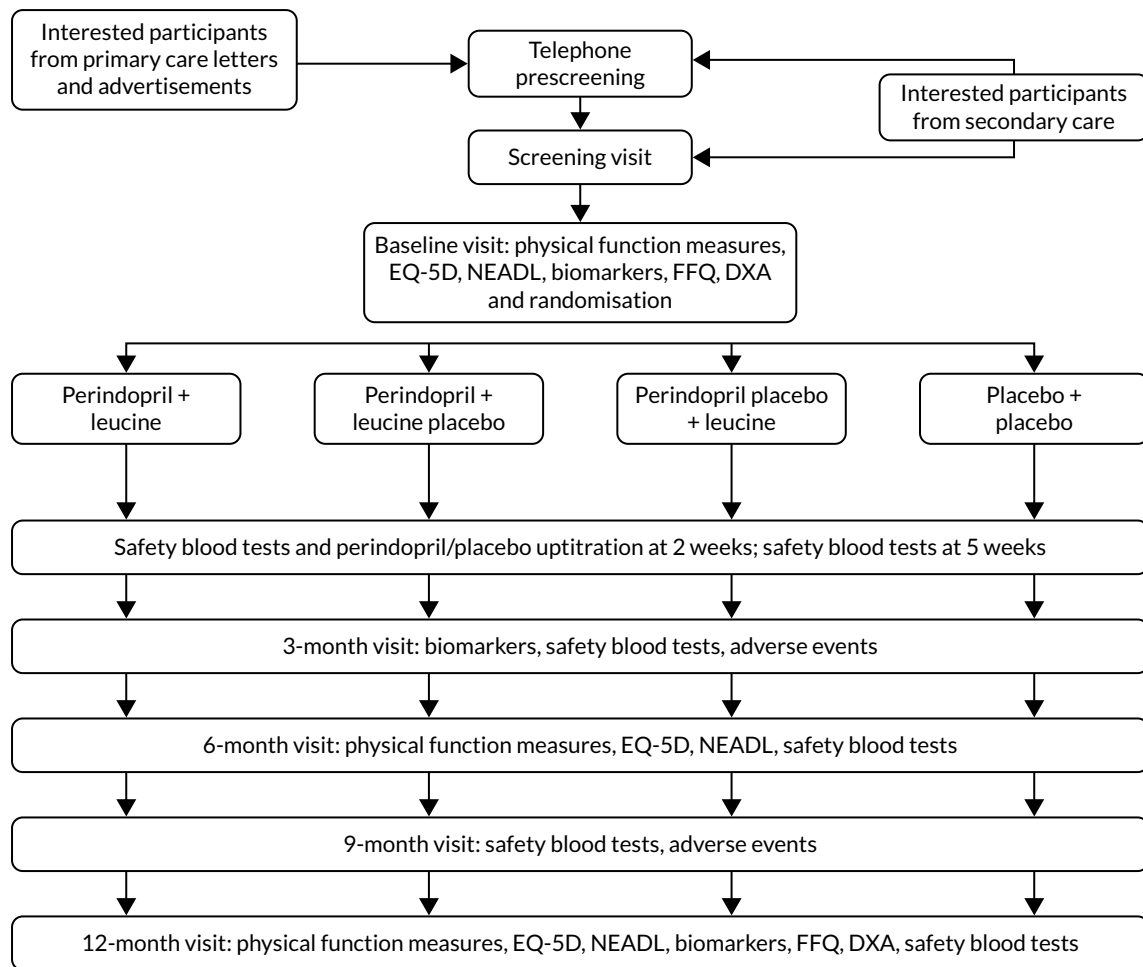 Interested participants
from primary care letters
and advertisements
Telephone
prescreening
Interested participants
from secondary care
Screening visit
Baseline visit: physical function measures,
EQ-5D, NEADL, biomarkers, FFQ, DXA
and randomisation
Perindopril +
leucine
Perindopril +
leucine placebo
Perindopril placebo
+ leucine
Placebo +
placebo
Safety blood tests and perindopril/placebo uptitration at 2 weeks; safety blood tests at 5 weeks
3-month visit: biomarkers, safety blood tests, adverse events
6-month visit: physical function measures, EQ-5D, NEADL, safety blood tests
9-month visit: safety blood tests, adverse events
12-month visit: physical function measures, EQ-5D, NEADL, biomarkers, FFQ, DXA, safety blood tests